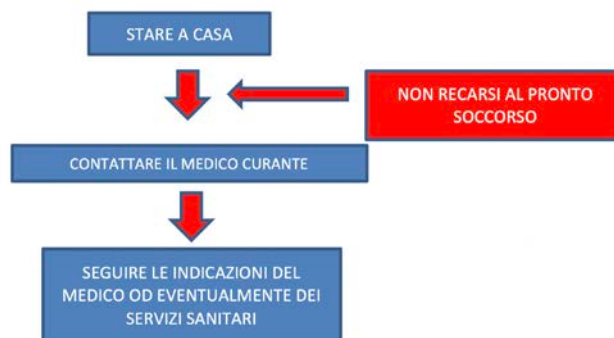 STARE A CASA
NON RECARSI AL PRONTO
SOCCORSO
CONTATTARE IL MEDICO CURANTE
SEGUIRE LE INDICAZIONI DEL
MEDICO OD EVENTUALMENTE DEI
SERVIZI SANITARI